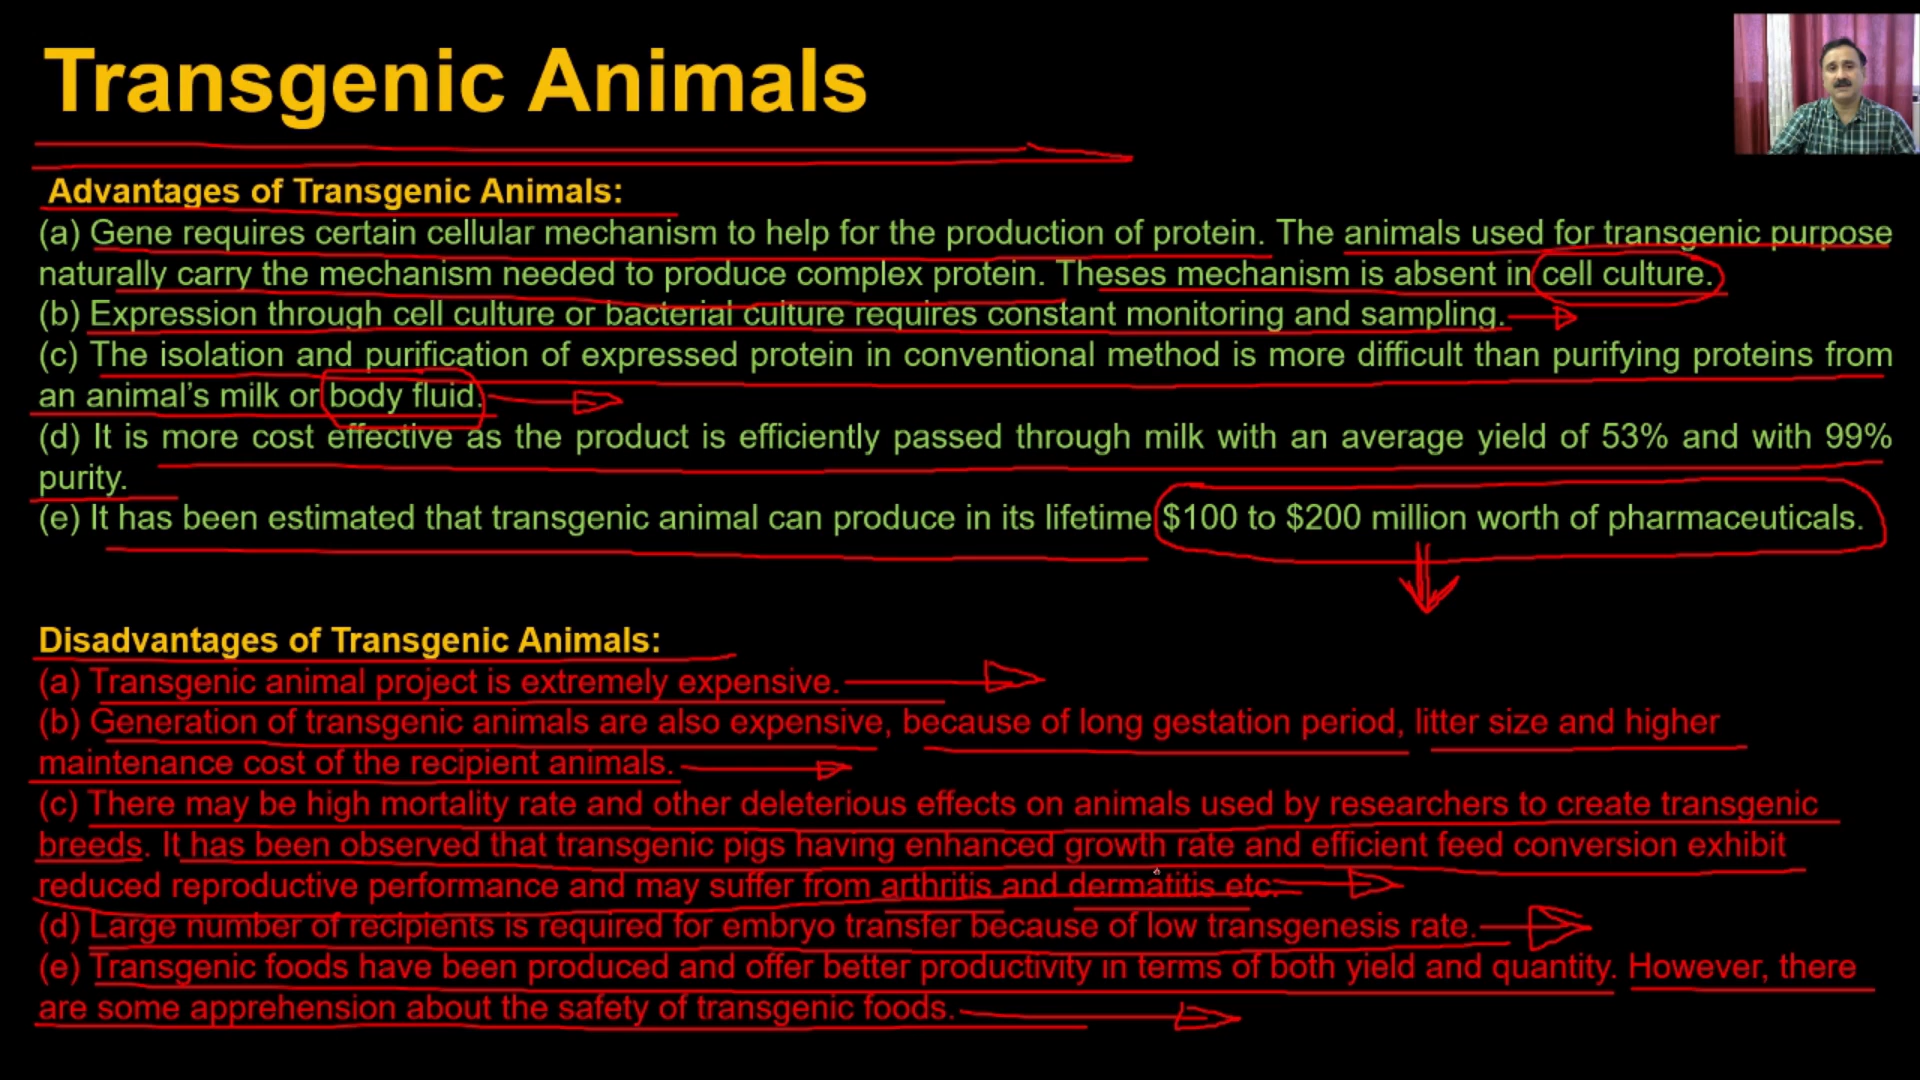 Transgenic Animals
Advantages of Transgenic Animals:
(a) Gene requires certain cellular mechanism to help for the production of protein. The animals used for transgenic purpose
naturally carry the mechanism needed to produce complex protein. Theses mechanism is absent in cell culture.
(b) Expression through cell culture or bacterial culture requires constant monitoring and sampling.
(c) The isolation and purification of expressed protein in conventional method is more difficult than purifying proteins from
an animal’s milk or body fluid.
(d) It is more cost effective as the product is efficiently passed through milk with an average yield of 53% and with 99%
purity.
(e) It has been estimated that transgenic animal can produce in its lifetime $100 to $200 million worth of pharmaceuticals.
Disadvantages of Transgenic Animals:
(a) Transgenic animal project is extremely expensive.
(b) Generation of transgenic animals are also expensive, because of long gestation period, litter size and higher
maintenance cost of the recipient animals.
(c) There may be high mortality rate and other deleterious effects on animals used by researchers to create transgenic
breeds. It has been observed that transgenic pigs having enhanced growth rate and efficient feed conversion exhibit
reduced reproductive performance and may suffer from arthritis and dermatitis etc.
(d) Large number of recipients is required for embryo transfer because of low transgenesis rate.
(e) Transgenic foods have been produced and offer better productivity in terms of both yield and quantity. However, there
are some apprehension about the safety of transgenic foods.